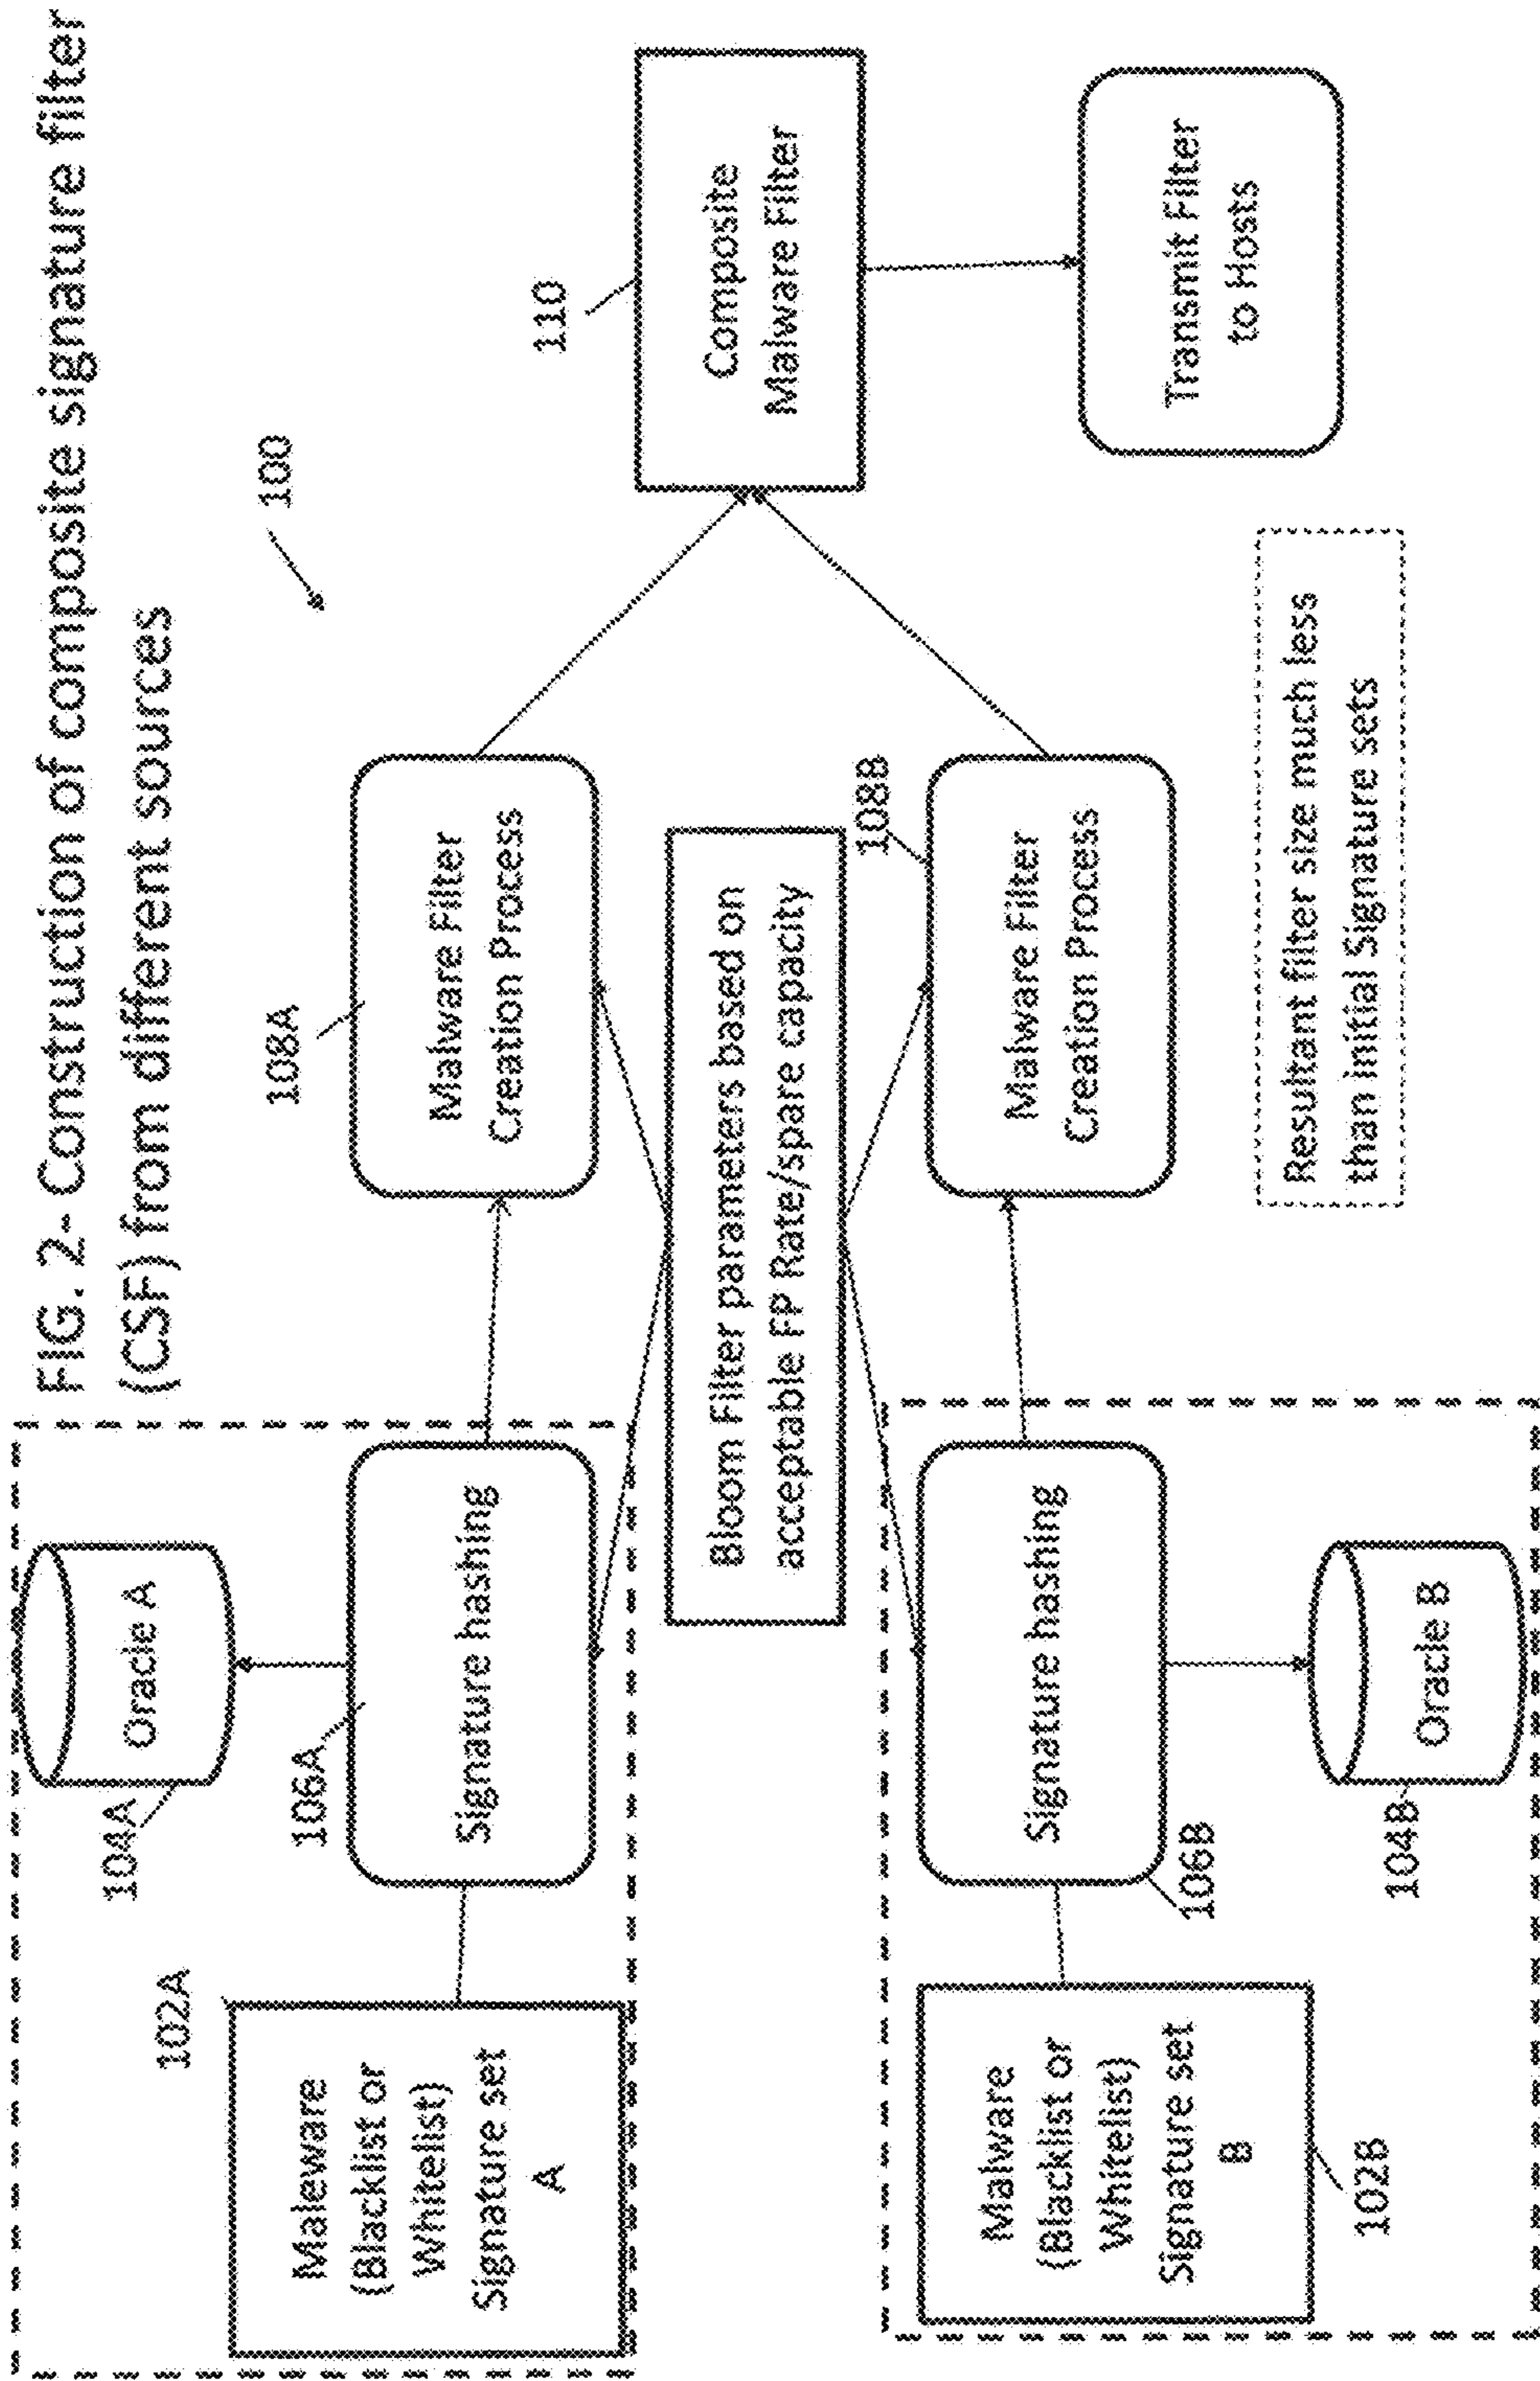 FIG. 2- Construction of composite signature filter
(CSF) from different sources
100
104A
Oracle A
102A
Maleware
(Blacklist or
Whitelist)
Signature set
A
106A
Signature hashing
108A
Malware Filter
Creation Process
Bloom Filter parameters based on
acceptable FP Rate/spare capacity
110
Composite
Malware Filter
Transmit Filter
to Hosts
Malware
(Blacklist or
Whitelist)
Signature set
B
102B
Signature hashing
106B
104B
Oracle B
108B
Malware Filter
Creation Process
Resultant filter size much less
than initial Signature sets